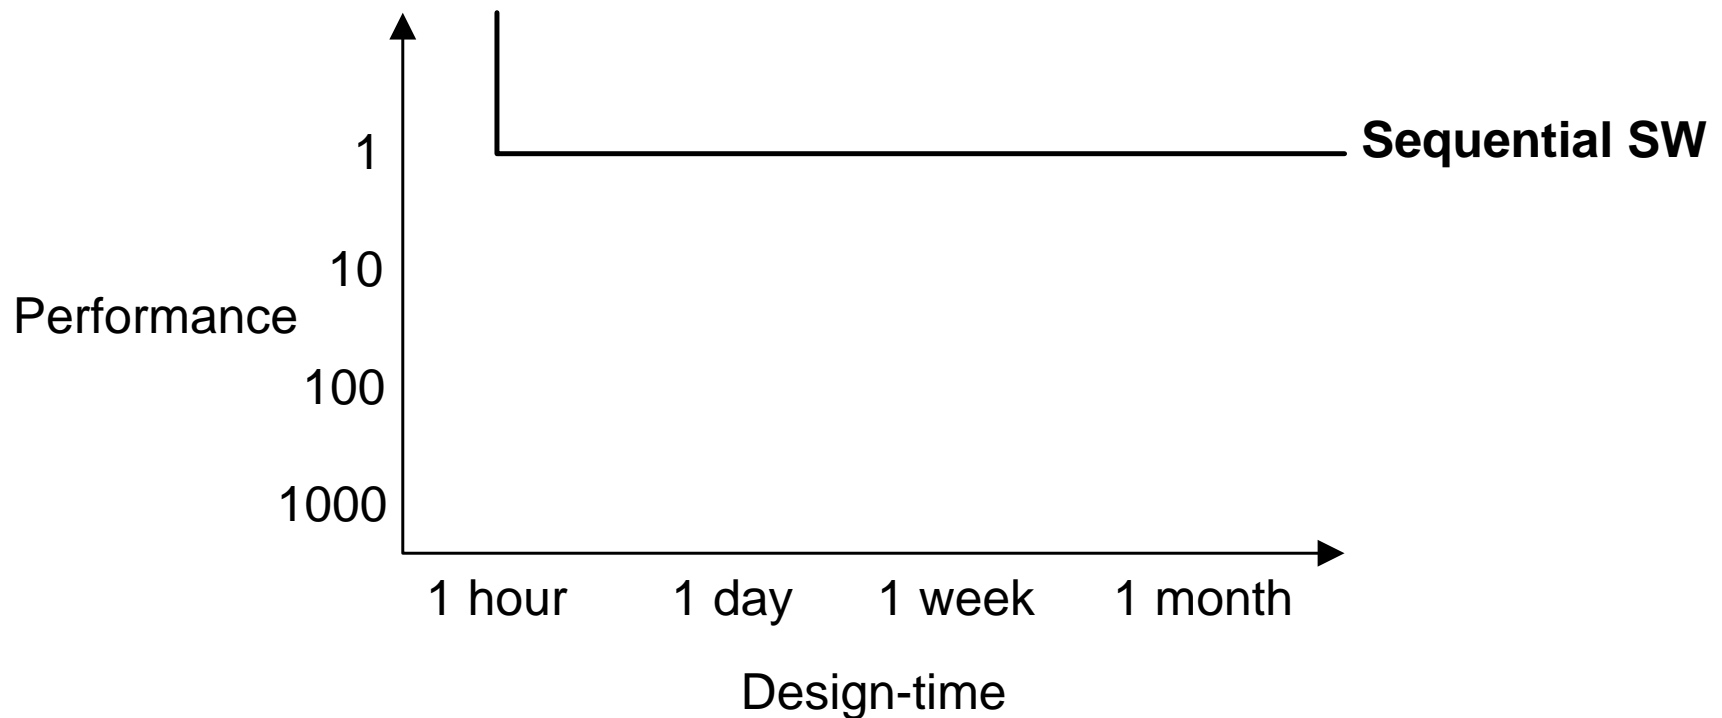 1
Sequential SW
10
Performance
100
1000
1 hour
1 day
1 week
1 month
Design-time